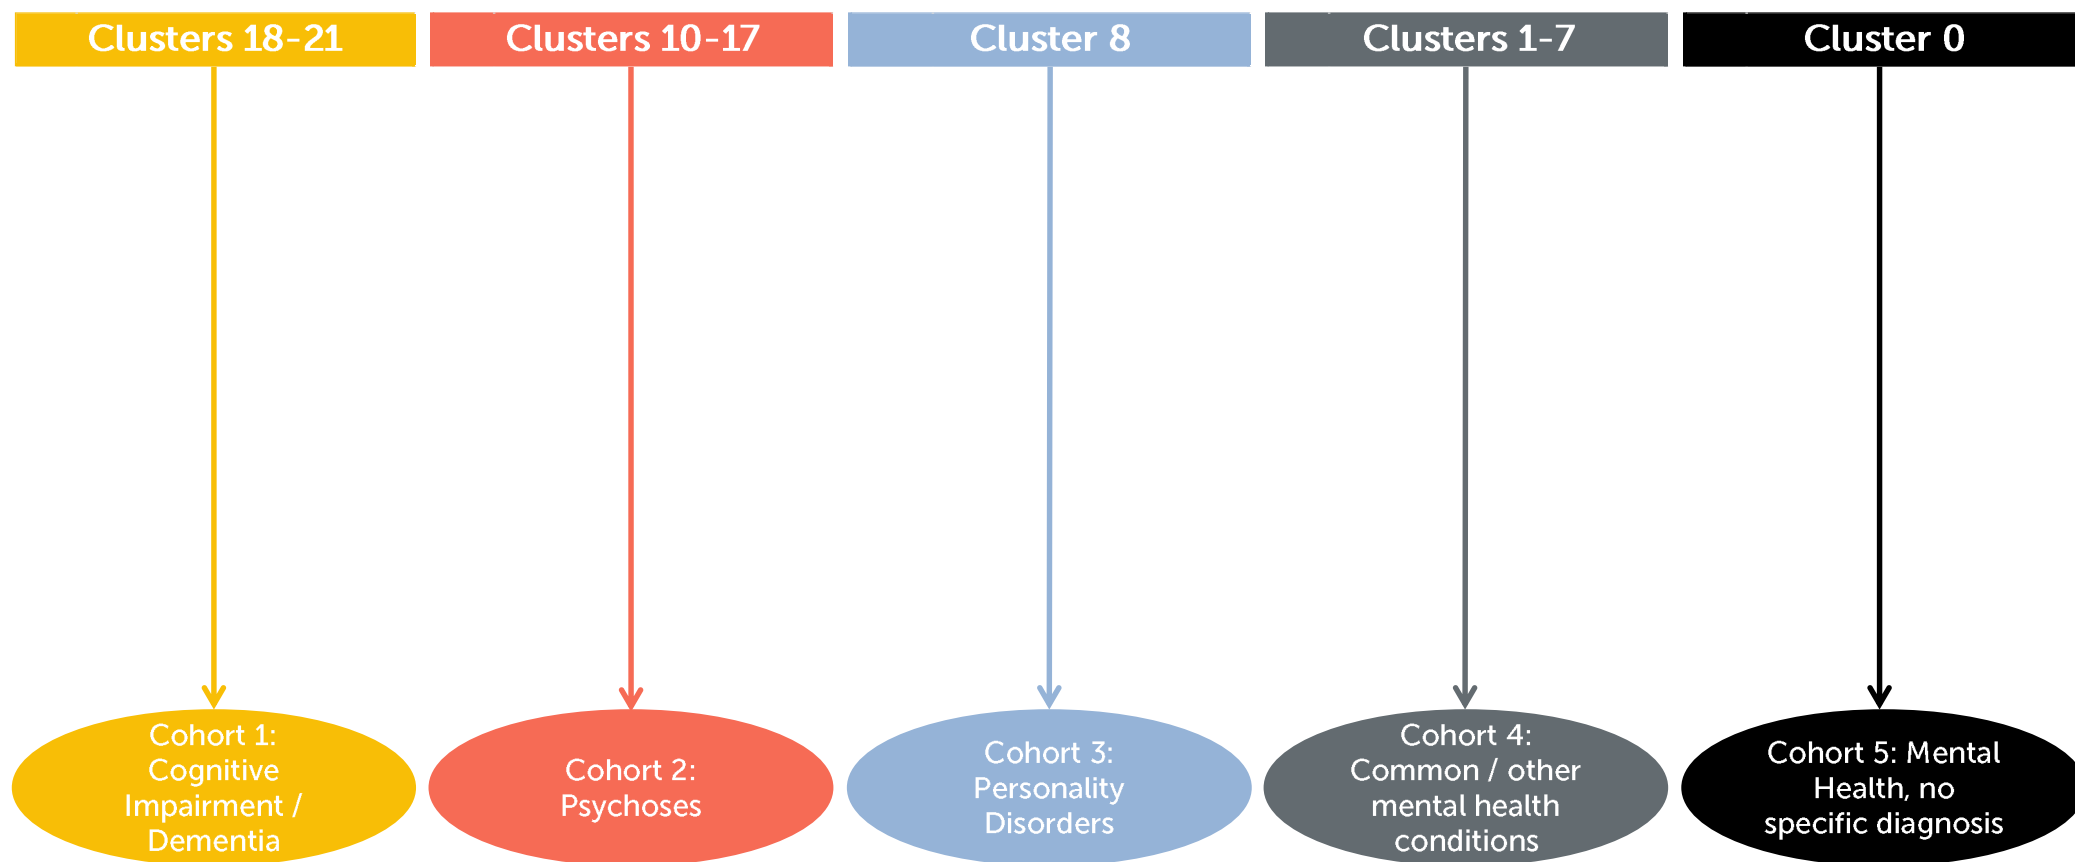 Clusters 18-21
Clusters 10-17
Cluster 8
Clusters 1-7
Cluster 0
Cohort 1:
Cognitive
Impairment /
Dementia
Cohort 2:
Psychoses
Cohort 3:
Personality
Disorders
Cohort 4:
Common / other
mental health
conditions
Cohort 5: Mental
Health, no
specific diagnosis